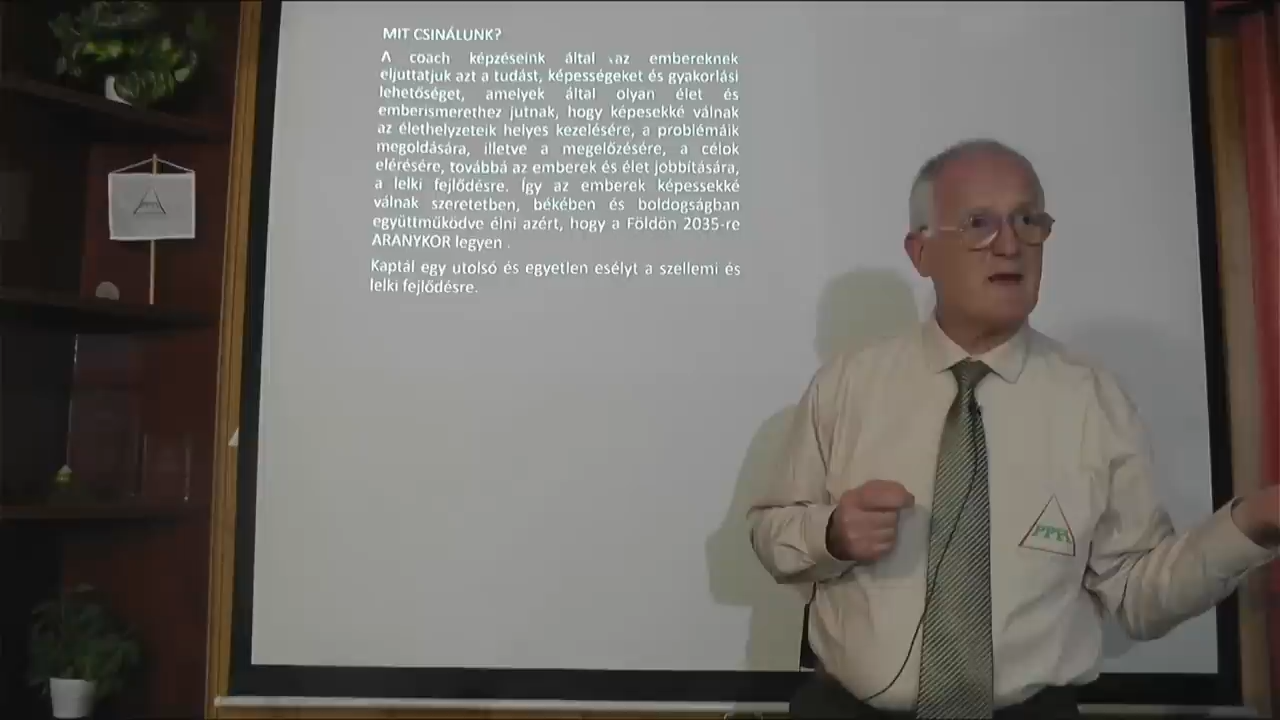 MIT CSINÁLUNK?
A coach képzéseink által az embereknek
eljuttatjuk azt a tudást, képességeket és gyakorlási
lehetőséget, amelyek által olyan élet és
emberismerethez jutnak, hogy képesekké válnak
az élethelyzeteik helyes kezelésére, a problémáik
megoldására, illetve a megelőzésére, a célok
elérésére, továbbá az emberek és élet jobbítására,
a lelki fejlődésre. Így az emberek képessekké
válnak szeretetben, békében és boldogságban
együttműködve élni azért, hogy a Földön 2035-re
ARANYKOR legyen .
Kaptál egy utolsó és egyetlen esélyt a szellemi és
lelki fejlődésre.